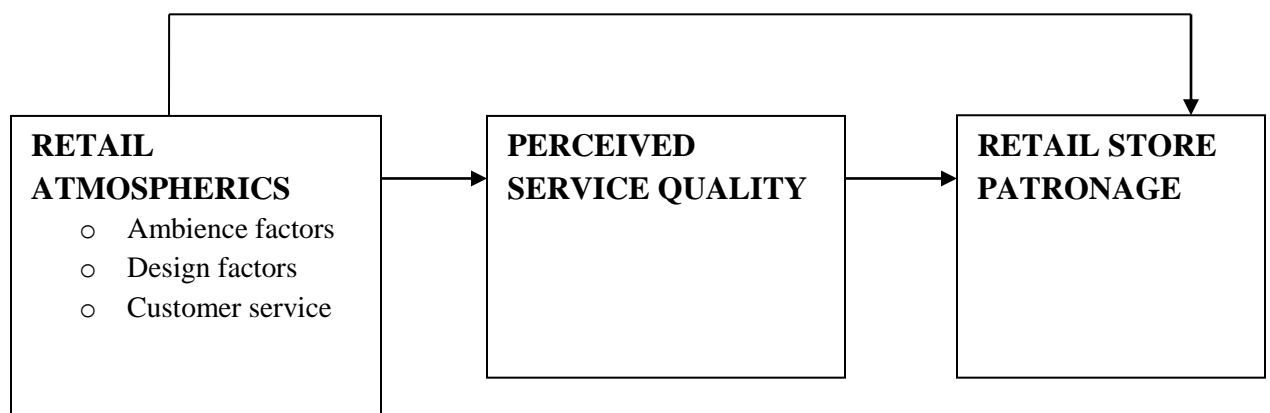 RETAIL
ATMOSPHERICS
o Ambience factors
o Design factors
o Customer service
PERCEIVED
SERVICE QUALITY
RETAIL STORE
PATRONAGE